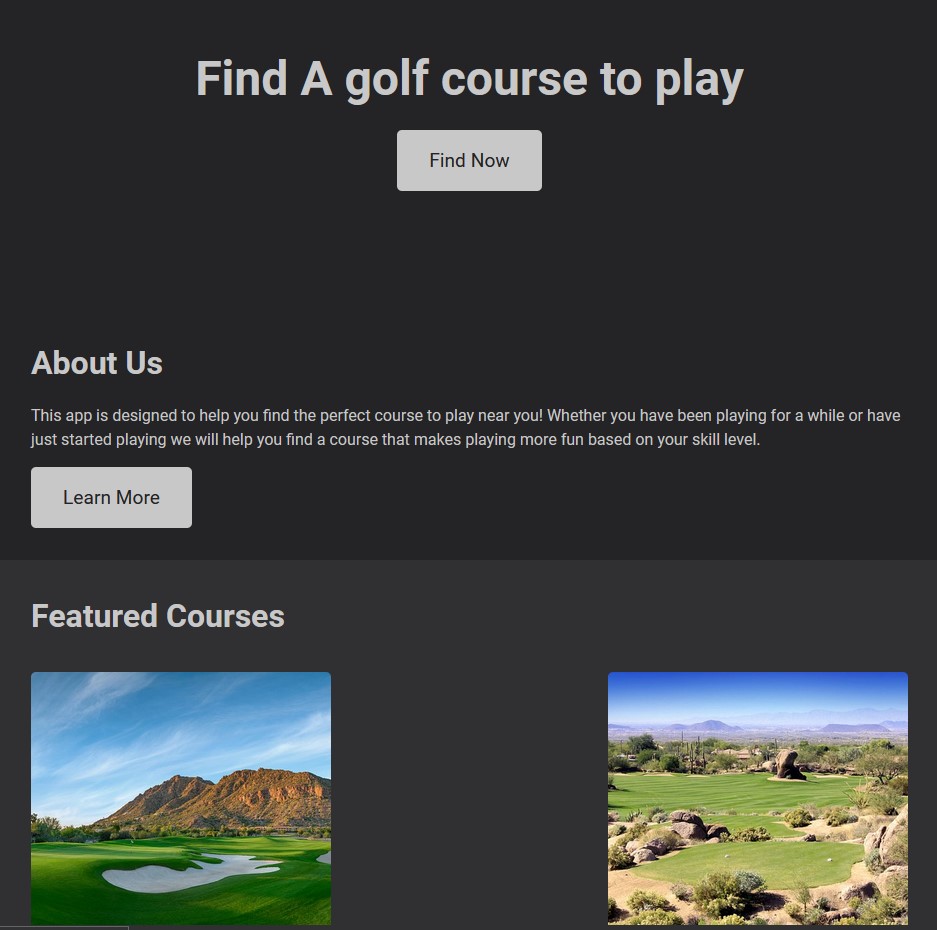 Find A golf course to play
Find Now
About Us
This app is designed to help you find the perfect course to play near you! Whether you have been playing for a while or have
just started playing we will help you find a course that makes playing more fun based on your skill level.
Learn More
Featured Courses